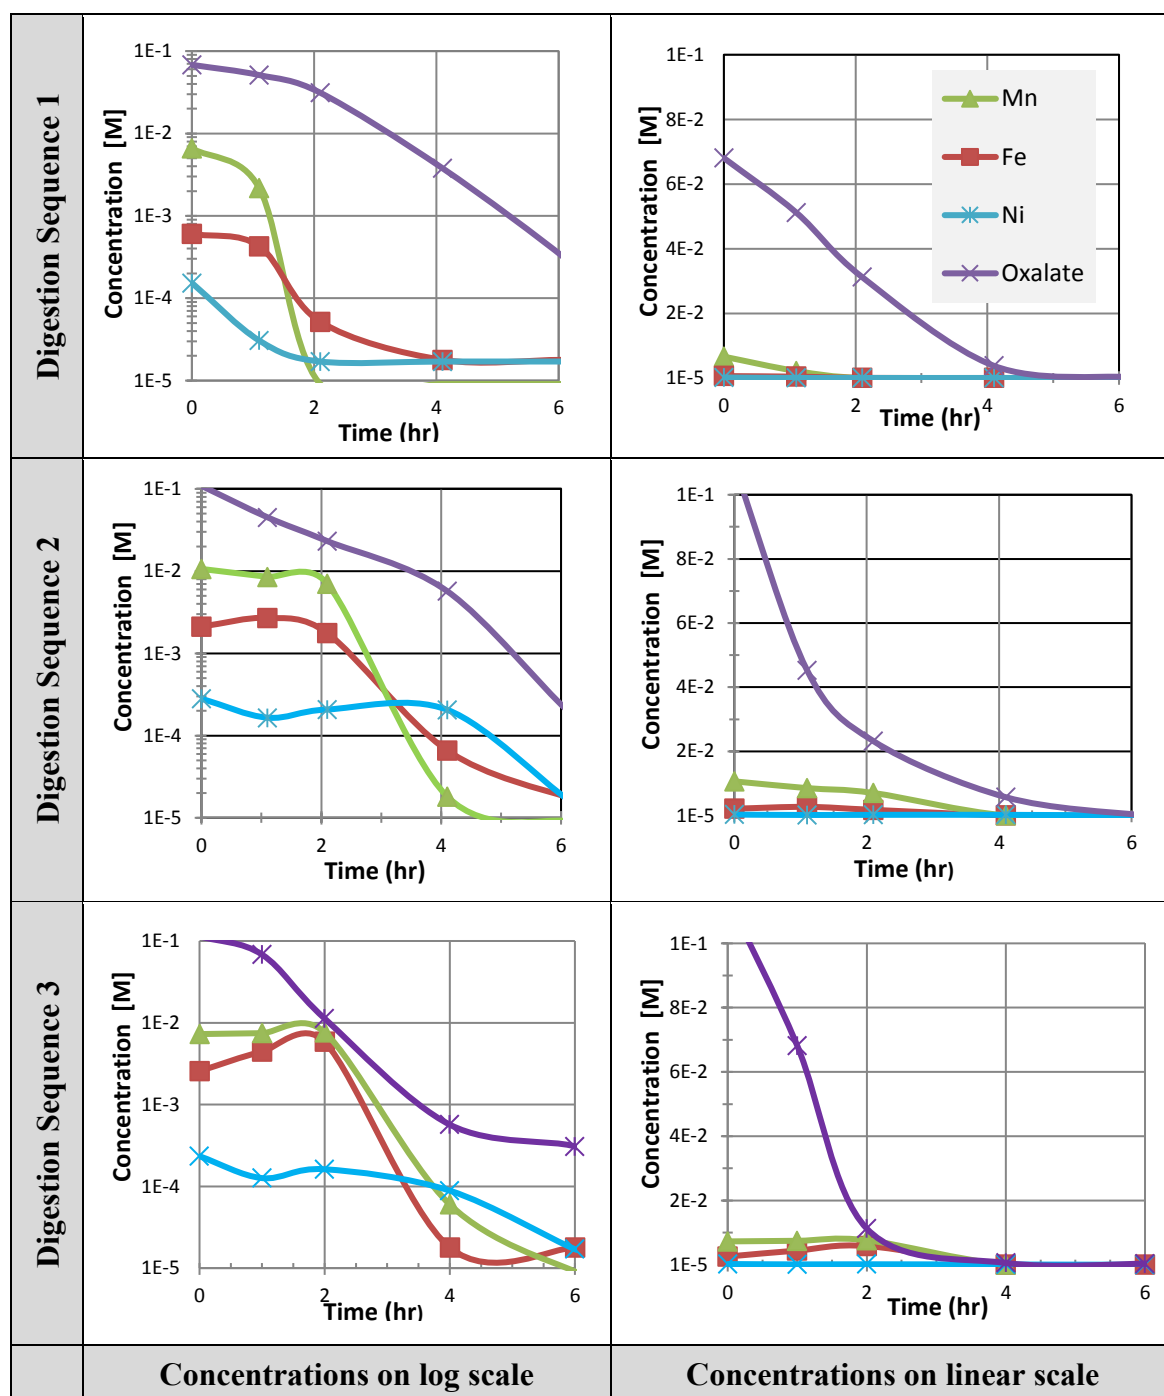 Digestion Sequence 1
Concentration [M]
1E-1
1E-2
1E-3
1E-4
1E-5
0 2 4 6
Time (hr)
Concentration [M]
1E-1
8E-2
6E-2
4E-2
2E-2
1E-5
0 2 4 6
Time (hr)
Mn
Fe
Ni
Oxalate
Digestion Sequence 2
Concentration [M]
1E-1
1E-2
1E-3
1E-4
1E-5
0 2 4 6
Time (hr)
Concentration [M]
1E-1
8E-2
6E-2
4E-2
2E-2
1E-5
0 2 4 6
Time (hr)
Digestion Sequence 3
Concentration [M]
1E-1
1E-2
1E-3
1E-4
1E-5
0 2 4 6
Time (hr)
Concentration [M]
1E-1
8E-2
6E-2
4E-2
2E-2
1E-5
0 2 4 6
Time (hr)
Concentrations on log scale
Concentrations on linear scale